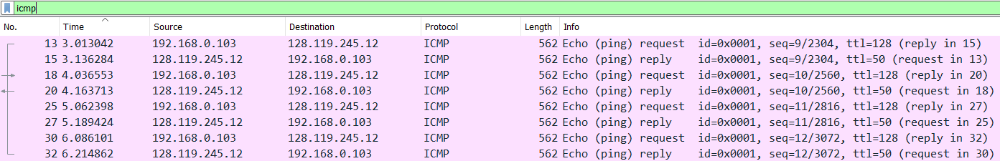 icmp
No. Time Source Destination Protocol Length Info
13 3.013042 192.168.0.103 128.119.245.12 ICMP 562 Echo (ping) request id=0x0001, seq=9/2304, ttl=128 (reply in 15)
15 3.136284 128.119.245.12 192.168.0.103 ICMP 562 Echo (ping) reply id=0x0001, seq=9/2304, ttl=50 (request in 13)
18 4.036553 192.168.0.103 128.119.245.12 ICMP 562 Echo (ping) request id=0x0001, seq=10/2560, ttl=128 (reply in 20)
20 4.163713 128.119.245.12 192.168.0.103 ICMP 562 Echo (ping) reply id=0x0001, seq=10/2560, ttl=50 (request in 18)
25 5.062398 192.168.0.103 128.119.245.12 ICMP 562 Echo (ping) request id=0x0001, seq=11/2816, ttl=128 (reply in 27)
27 5.189424 128.119.245.12 192.168.0.103 ICMP 562 Echo (ping) reply id=0x0001, seq=11/2816, ttl=50 (request in 25)
30 6.086101 192.168.0.103 128.119.245.12 ICMP 562 Echo (ping) request id=0x0001, seq=12/3072, ttl=128 (reply in 32)
32 6.214862 128.119.245.12 192.168.0.103 ICMP 562 Echo (ping) reply id=0x0001, seq=12/3072, ttl=50 (request in 30)